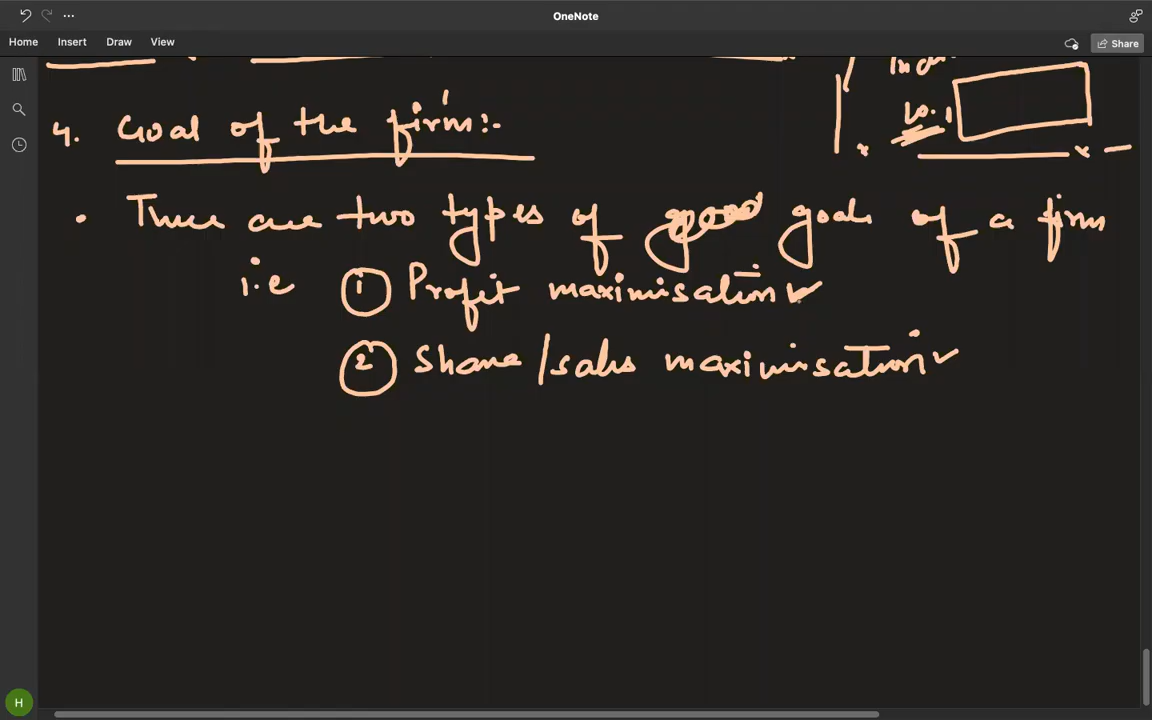 OneNote
Home Insert Draw View
Share
4. Goal of the firm:-
• There are two types of goals of a firm
i.e ① Profit maximisation
② Share/sales maximisation
H